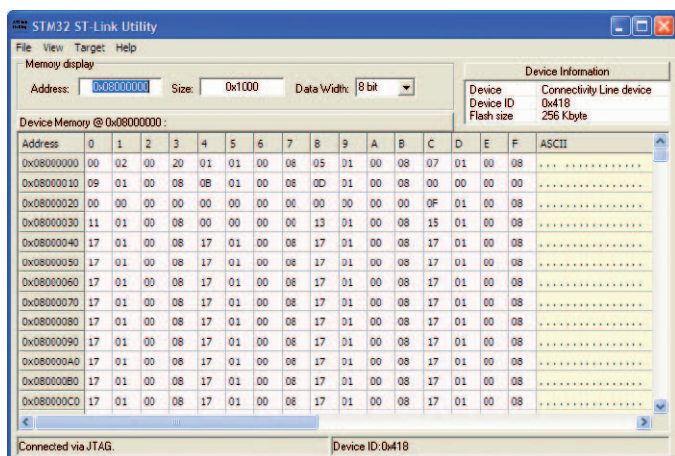 STM32 ST-Link Utility
File View Target Help
Memory display
Address: 0x08000000 Size: 0x1000 Data Width: 8 bit
Device Information
Device Connectivity Line device
Device ID 0x418
Flash size 256 Kbyte
Device Memory @ 0x08000000 :
Address 0 1 2 3 4 5 6 7 8 9 A B C D E F ASCII
0x08000000 00 02 00 20 01 01 00 08 05 01 00 08 07 01 00 08 ... ............
0x08000010 09 01 00 08 0B 01 00 08 0D 01 00 08 00 00 00 00 ................
0x08000020 00 00 00 00 00 00 00 00 00 00 00 00 0F 01 00 08 ................
0x08000030 11 01 00 08 00 00 00 00 13 01 00 08 15 01 00 08 ................
0x08000040 17 01 00 08 17 01 00 08 17 01 00 08 17 01 00 08 ................
0x08000050 17 01 00 08 17 01 00 08 17 01 00 08 17 01 00 08 ................
0x08000060 17 01 00 08 17 01 00 08 17 01 00 08 17 01 00 08 ................
0x08000070 17 01 00 08 17 01 00 08 17 01 00 08 17 01 00 08 ................
0x08000080 17 01 00 08 17 01 00 08 17 01 00 08 17 01 00 08 ................
0x08000090 17 01 00 08 17 01 00 08 17 01 00 08 17 01 00 08 ................
0x080000A0 17 01 00 08 17 01 00 08 17 01 00 08 17 01 00 08 ................
0x080000B0 17 01 00 08 17 01 00 08 17 01 00 08 17 01 00 08 ................
0x080000C0 17 01 00 08 17 01 00 08 17 01 00 08 17 01 00 08 ................
Connected via JTAG. Device ID:0x418